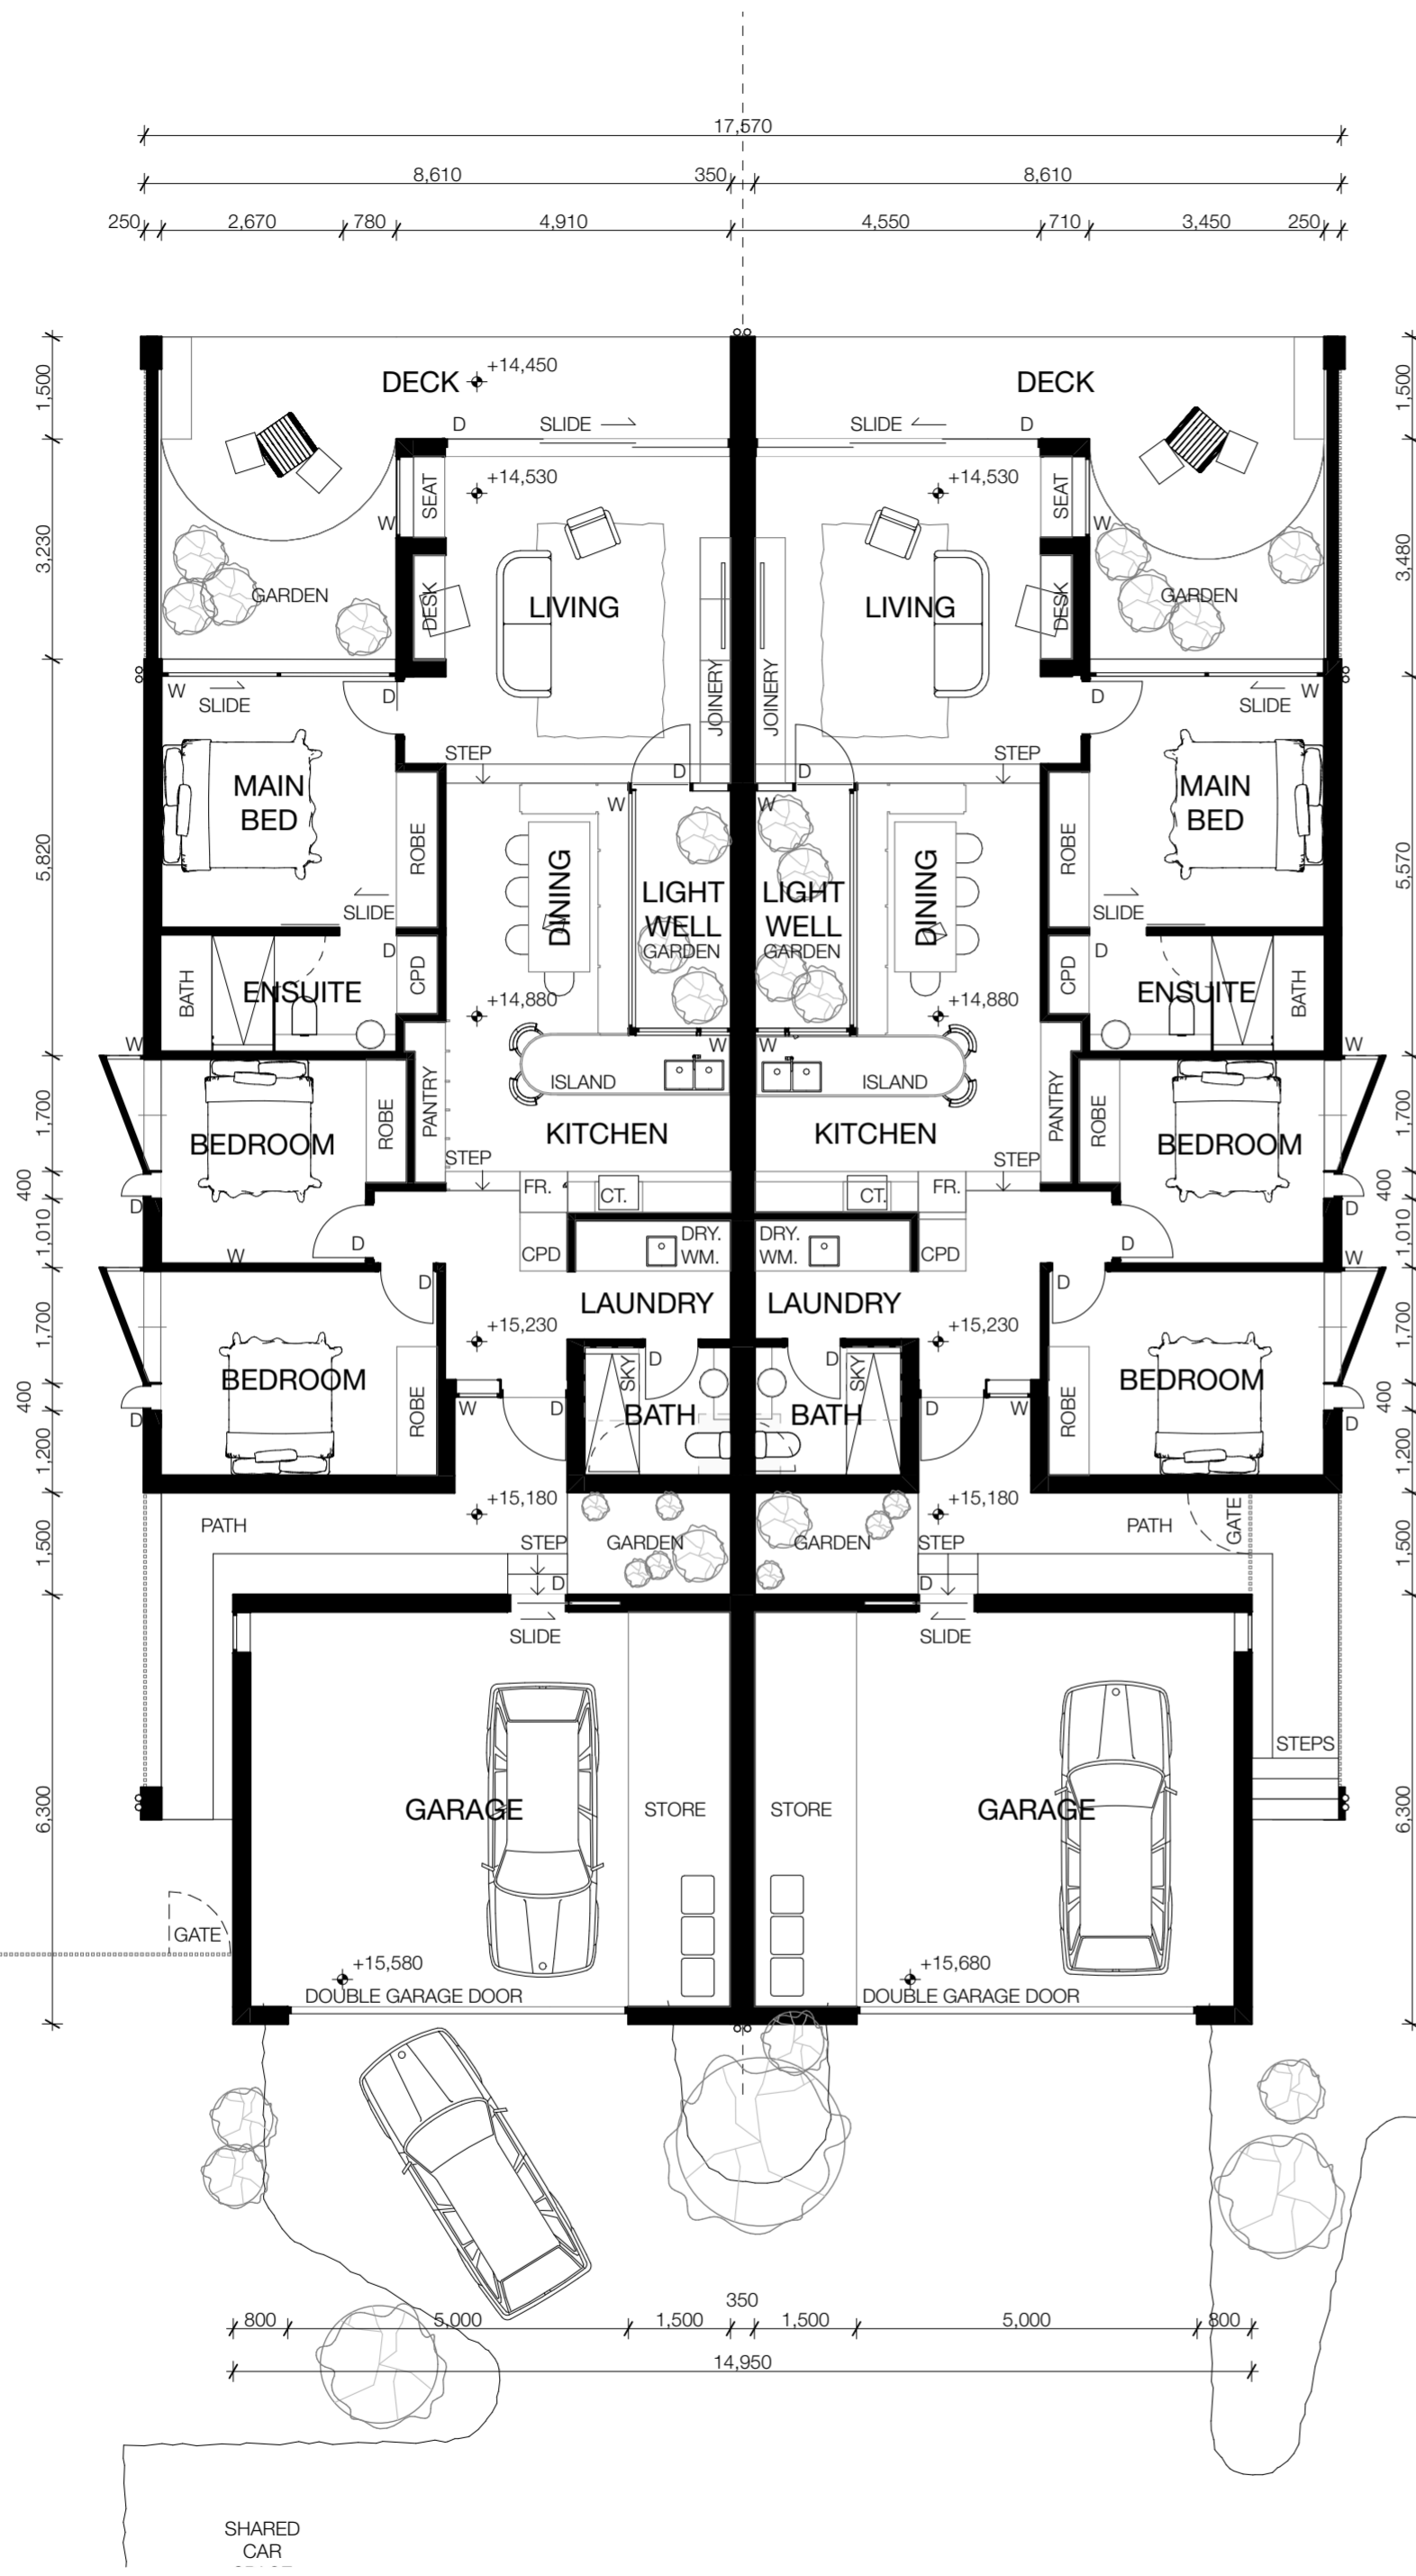 17,570
8,610 350 8,610
250 2,670 780 4,910 4,550 710 3,450 250
1,500 DECK +14,450 DECK 1,500
D SLIDE SLIDE D
SEAT +14,530 +14,530 SEAT
W W
3,230 3,480
GARDEN DESK LIVING LIVING DESK GARDEN
JOINERY JOINERY
W SLIDE D D SLIDE W
STEP STEP
D D
MAIN MAIN
BED BED
W W
ROBE ROBE
5,820 5,570
DINING LIGHT LIGHT DINING
WELL WELL
GARDEN GARDEN
SLIDE SLIDE
D CPD CPD D
BATH ENSUITE ENSUITE BATH
+14,880 +14,880
W W W W
ISLAND ISLAND
1,700 ROBE PANTRY PANTRY ROBE 1,700
BEDROOM KITCHEN KITCHEN BEDROOM
STEP STEP
400 FR. CT. CT. FR. 400
D D
1,010 D DRY. DRY. D 1,010
W CPD WM. WM. CPD W
D D
1,700 LAUNDRY LAUNDRY 1,700
+15,230 +15,230
D SKY D SKY
BEDROOM BEDROOM
400 400
D ROBE W D BATH BATH D W ROBE D
1,200 1,200
+15,180 +15,180
PATH PATH GATE
1,500 STEP GARDEN GARDEN STEP 1,500
D D
SLIDE SLIDE
STEPS
6,300 GARAGE STORE STORE GARAGE 6,300
GATE
+15,580 +15,680
DOUBLE GARAGE DOOR DOUBLE GARAGE DOOR
350
800 5,000 1,500 1,500 5,000 800
14,950
SHARED
CAR